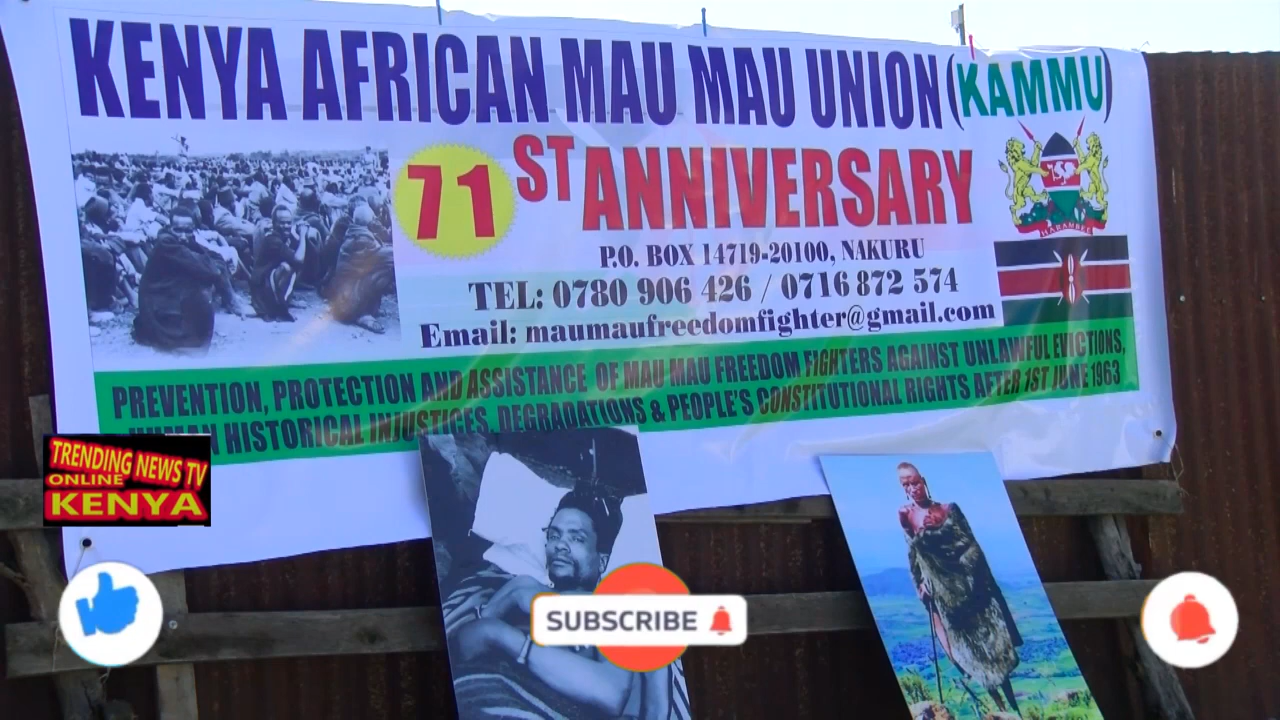 KENYA AFRICAN MAU MAU UNION (KAMMU)
71ST ANNIVERSARY
HARAMBEE
P.O. BOX 14719-20100, NAKURU
TEL: 0780 906 426 / 0716 872 574
Email: maumaufreedomfighter@gmail.com
PREVENTION, PROTECTION AND ASSISTANCE OF MAU MAU FREEDOM FIGHTERS AGAINST UNLAWFUL EVICTIONS,
HUMAN HISTORICAL INJUSTICES, DEGRADATIONS & PEOPLE'S CONSTITUTIONAL RIGHTS AFTER 1ST JUNE 1963
TRENDING NEWS TV
ONLINE
KENYA
SUBSCRIBE